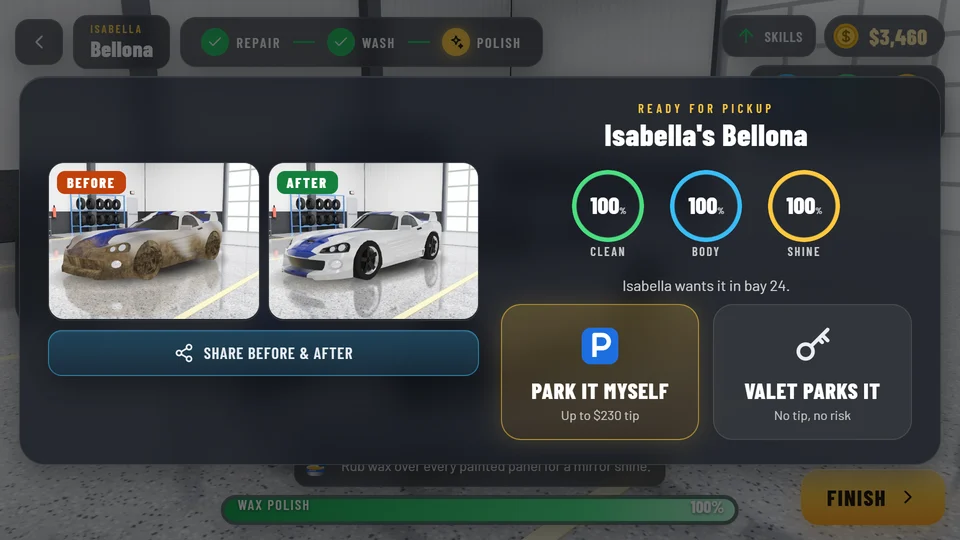 ISABELLA
Bellona
REPAIR
WASH
POLISH
SKILLS
$3,460
READY FOR PICKUP
Isabella's Bellona
BEFORE
AFTER
100%
100%
100%
CLEAN
BODY
SHINE
Isabella wants it in bay 24.
SHARE BEFORE & AFTER
P
PARK IT MYSELF
Up to $230 tip
VALET PARKS IT
No tip, no risk
Rub wax over every painted panel for a mirror shine.
WAX POLISH
100%
FINISH